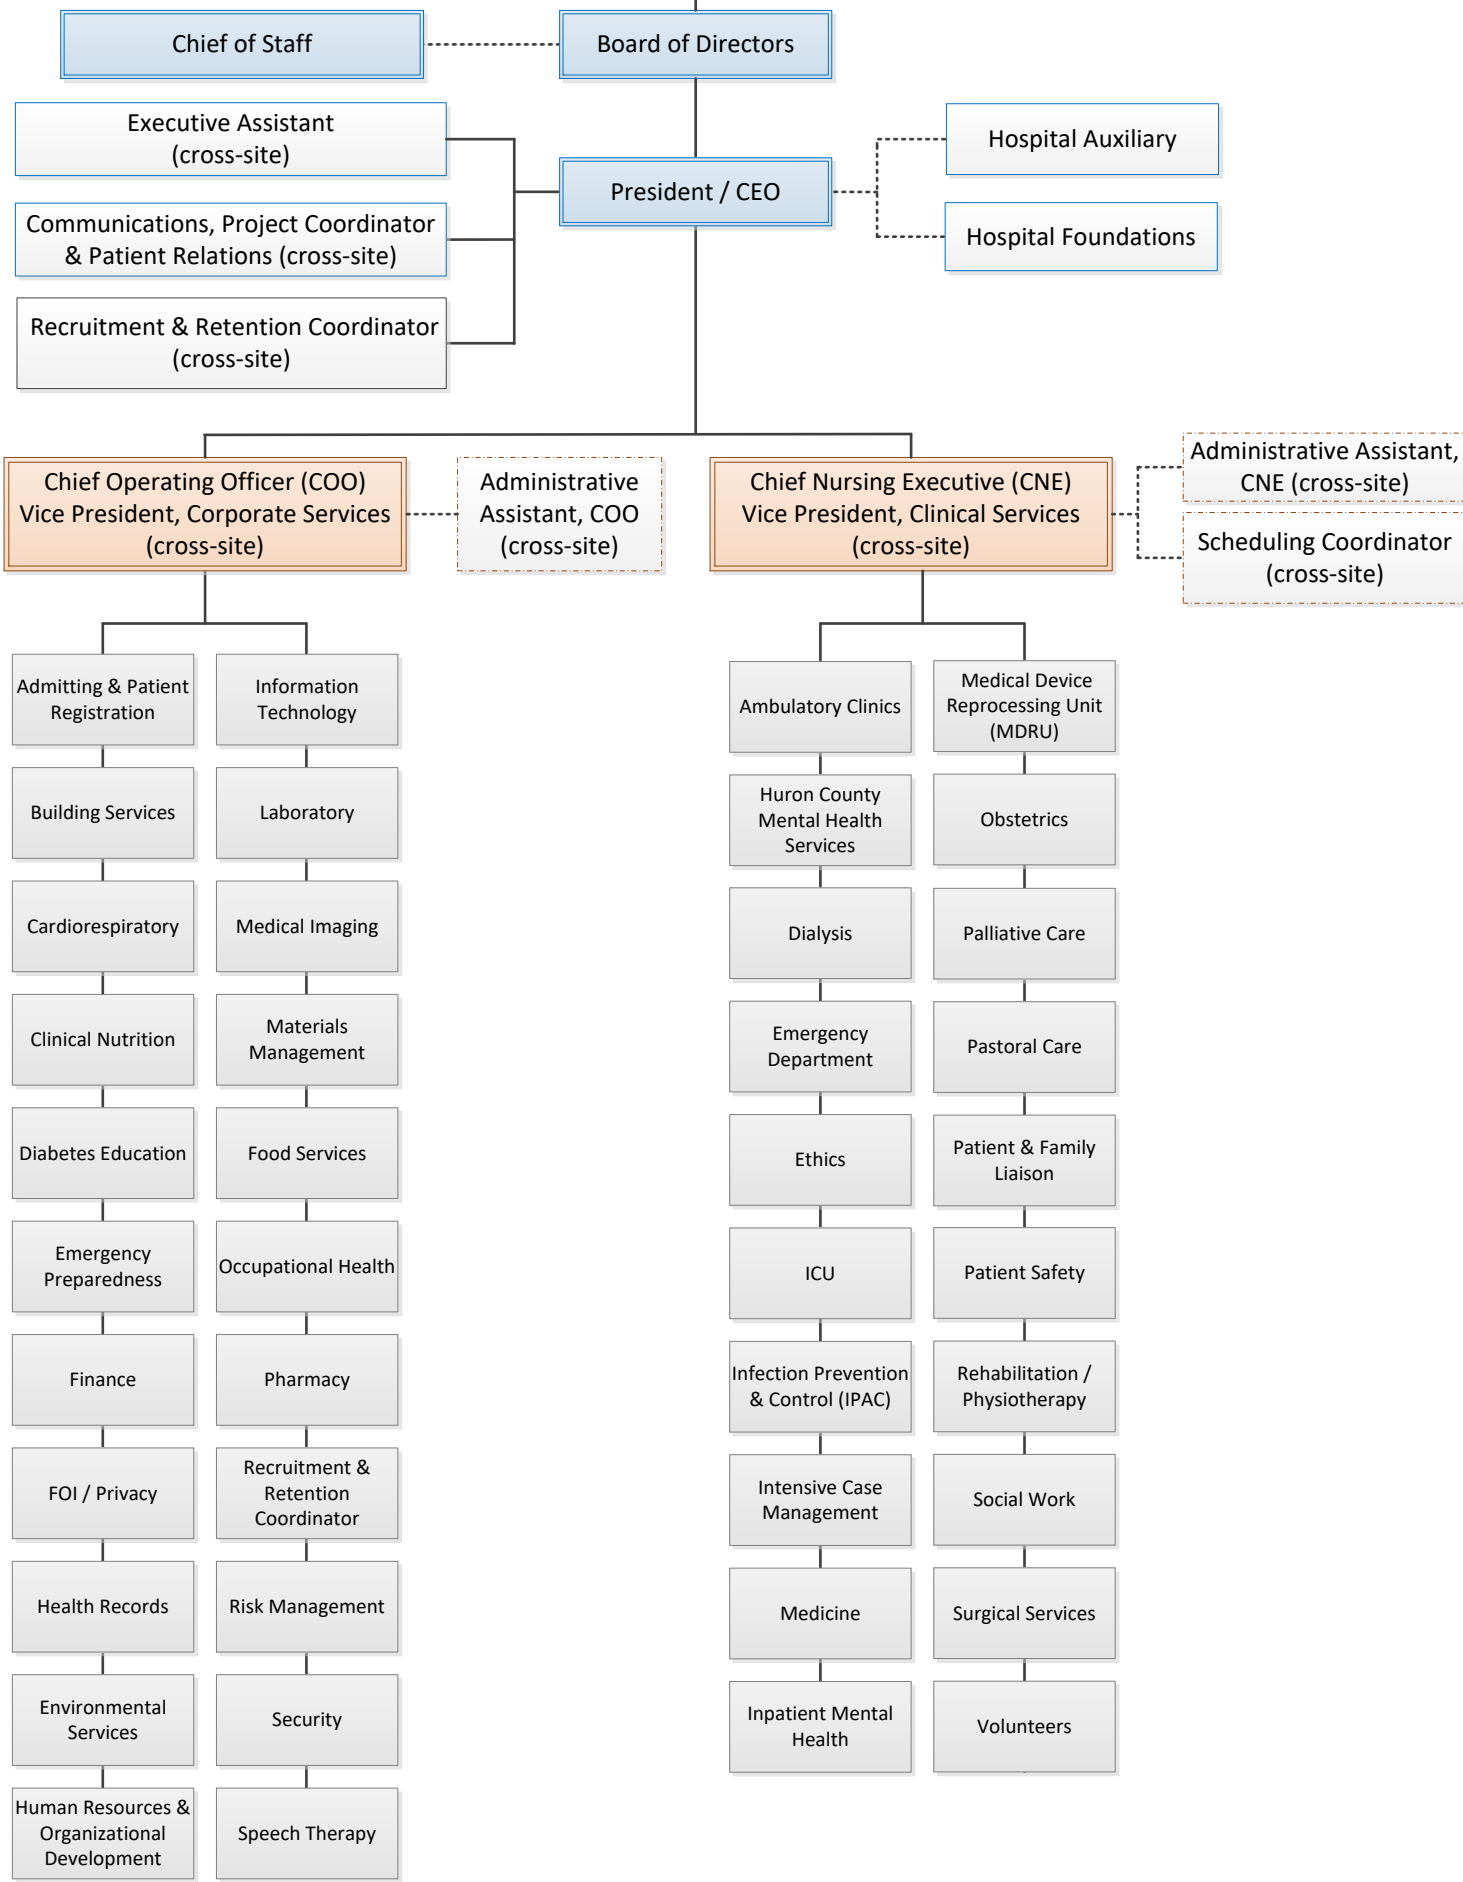 Chief of Staff
Board of Directors
Executive Assistant
(cross-site)
Hospital Auxiliary
President / CEO
Communications, Project Coordinator
& Patient Relations (cross-site)
Hospital Foundations
Recruitment & Retention Coordinator
(cross-site)
Chief Operating Officer (COO)
Vice President, Corporate Services
(cross-site)
Administrative
Assistant, COO
(cross-site)
Chief Nursing Executive (CNE)
Vice President, Clinical Services
(cross-site)
Administrative Assistant,
CNE (cross-site)
Scheduling Coordinator
(cross-site)
Admitting & Patient
Registration
Building Services
Cardiorespiratory
Clinical Nutrition
Diabetes Education
Emergency
Preparedness
Finance
FOI / Privacy
Health Records
Environmental
Services
Human Resources &
Organizational
Development
Information
Technology
Laboratory
Medical Imaging
Materials
Management
Food Services
Occupational Health
Pharmacy
Recruitment &
Retention
Coordinator
Risk Management
Security
Speech Therapy
Ambulatory Clinics
Huron County
Mental Health
Services
Dialysis
Emergency
Department
Ethics
ICU
Infection Prevention
& Control (IPAC)
Intensive Case
Management
Medicine
Inpatient Mental
Health
Medical Device
Reprocessing Unit
(MDRU)
Obstetrics
Palliative Care
Pastoral Care
Patient & Family
Liaison
Patient Safety
Rehabilitation /
Physiotherapy
Social Work
Surgical Services
Volunteers